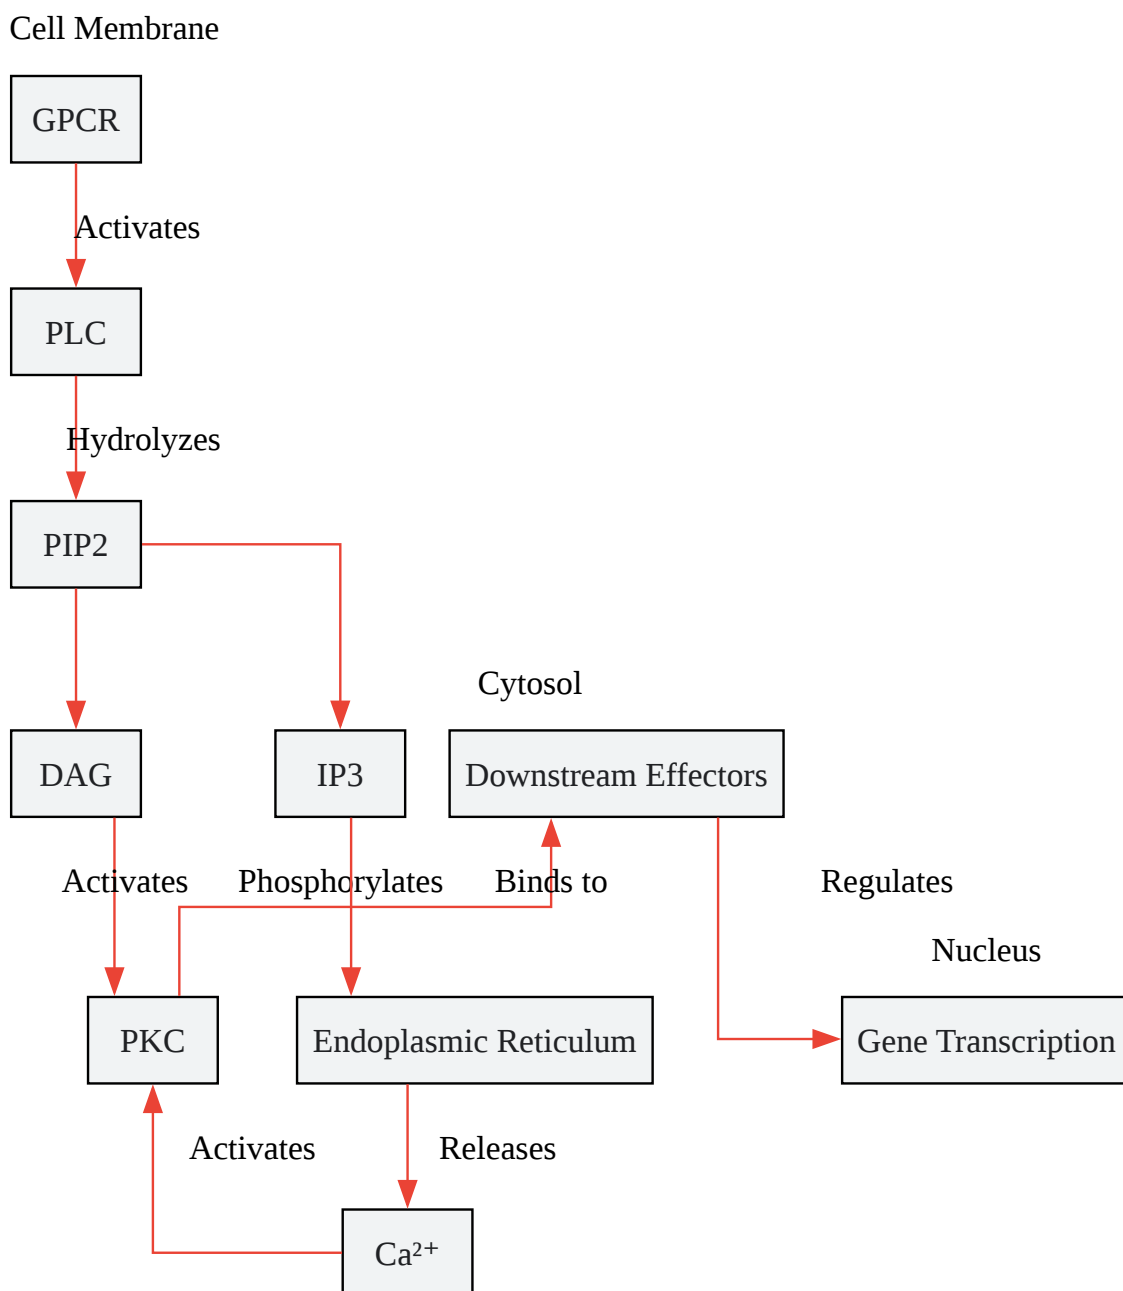 Cell Membrane
GPCR
Activates
PLC
Hydrolyzes
PIP2
Cytosol
DAG
IP3
Downstream Effectors
Activates
Phosphorylates
Binds to
Regulates
Nucleus
PKC
Endoplasmic Reticulum
Gene Transcription
Activates
Releases
Ca²⁺